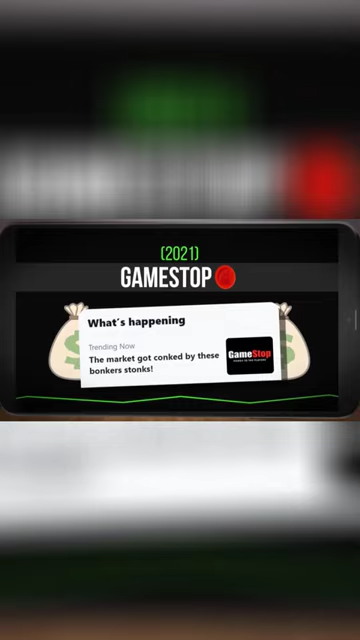 (2021)
GAMESTOP
What's happening
Trending Now
The market got conked by these
bonkers stonks!
GameStop